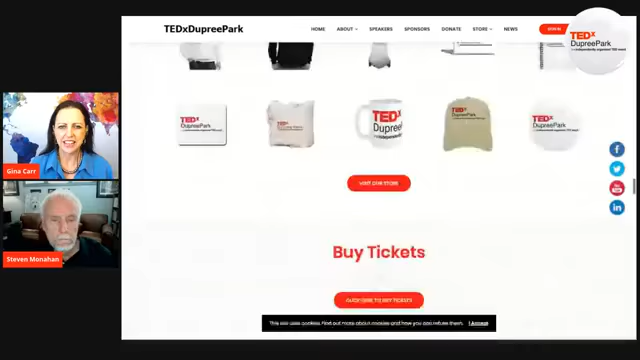 TEDxDupreePark
HOME ABOUT SPEAKERS SPONSORS DONATE STORE NEWS
SIGN IN
TEDx
DupreePark
TEDx
DupreePark
TEDx
TEDx
DupreePark
TEDx
DupreePark
TEDx
DupreePark
VISIT OUR STORE
Gina Carr
Steven Monahan
Buy Tickets
CLICK HERE TO BUY TICKETS
This site uses cookies. Find out more about cookies and how you can refuse them. I Accept